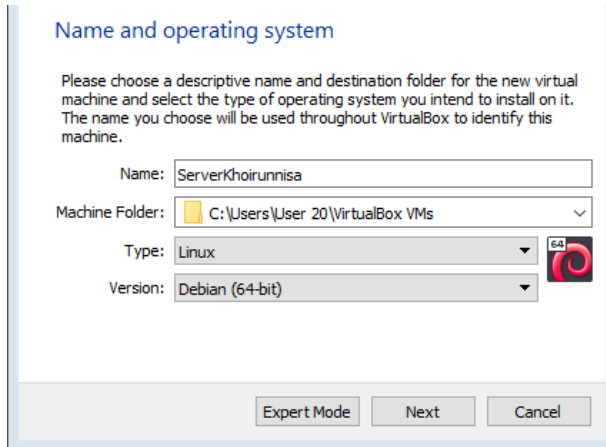 Name and operating system
Please choose a descriptive name and destination folder for the new virtual
machine and select the type of operating system you intend to install on it.
The name you choose will be used throughout VirtualBox to identify this
machine.
Name: ServerKhoirunnisa
Machine Folder: C:\Users\User 20\VirtualBox VMs
Type: Linux
64
Version: Debian (64-bit)
Expert Mode Next Cancel